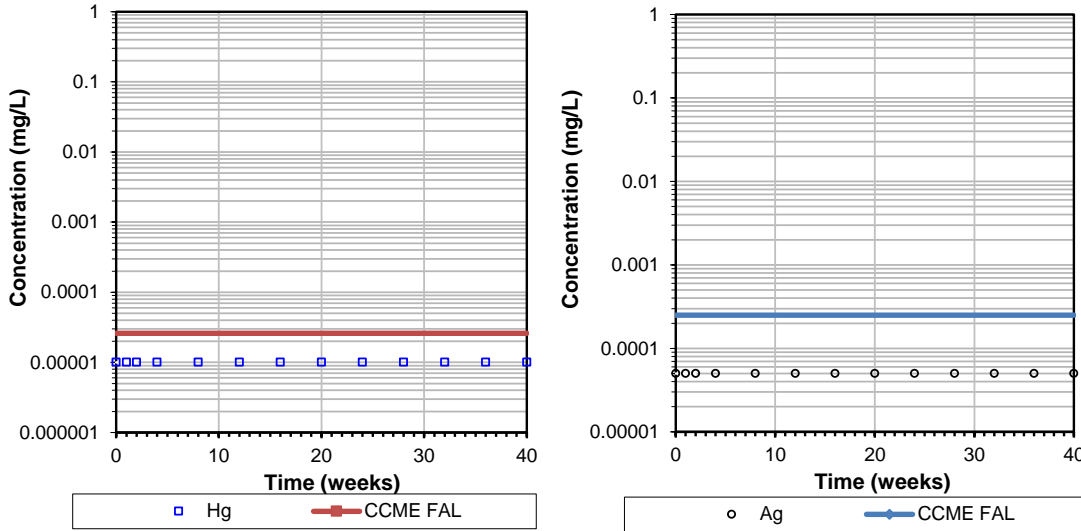 1
0.1
0.01
0.001
0.0001
0.00001
0.000001
Concentration (mg/L)
0 10 20 30 40
Time (weeks)
Hg CCME FAL
1
0.1
0.01
0.001
0.0001
0.00001
Concentration (mg/L)
0 10 20 30 40
Time (weeks)
Ag CCME FAL